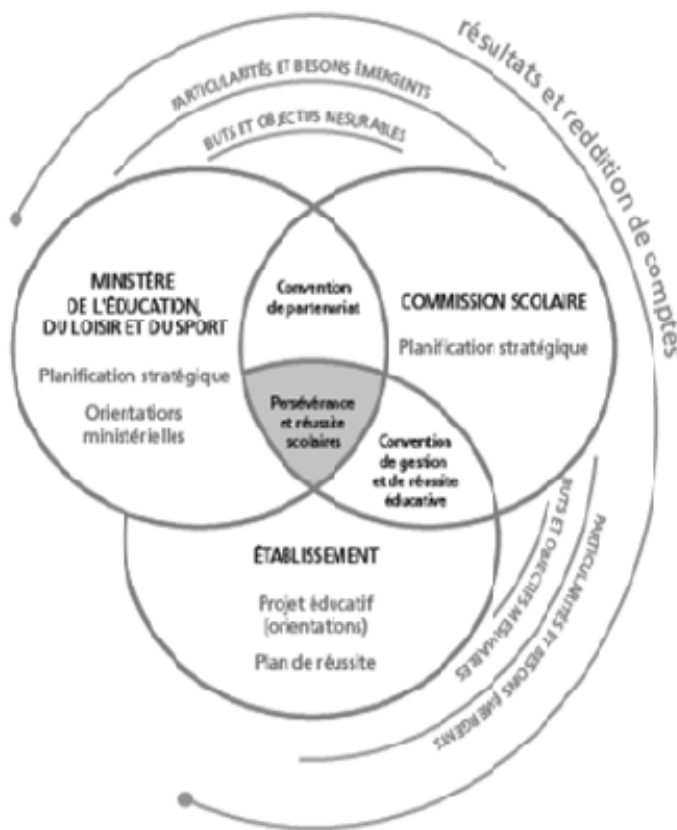 résultats et reddition de comptes
PARTICULARITÉS ET BESONS ÉMERGENTS
BUTS ET OBJECTIFS MESURABLES
MINISTÈRE
DE L'ÉDUCATION,
DU LOISIR ET DU SPORT
Planification stratégique
Orientations
ministérielles
Convention
de partenariat
COMMISSION SCOLAIRE
Planification stratégique
Persévérance
et réussite
scolaires
Convention
de gestion
et de réussite
éducative
ÉTABLISSEMENT
Projet éducatif
(orientations)
Plan de réussite
BUTS ET OBJECTIFS MESURABLES
PARTICULARITÉS ET BESOINS ÉMERGENTS